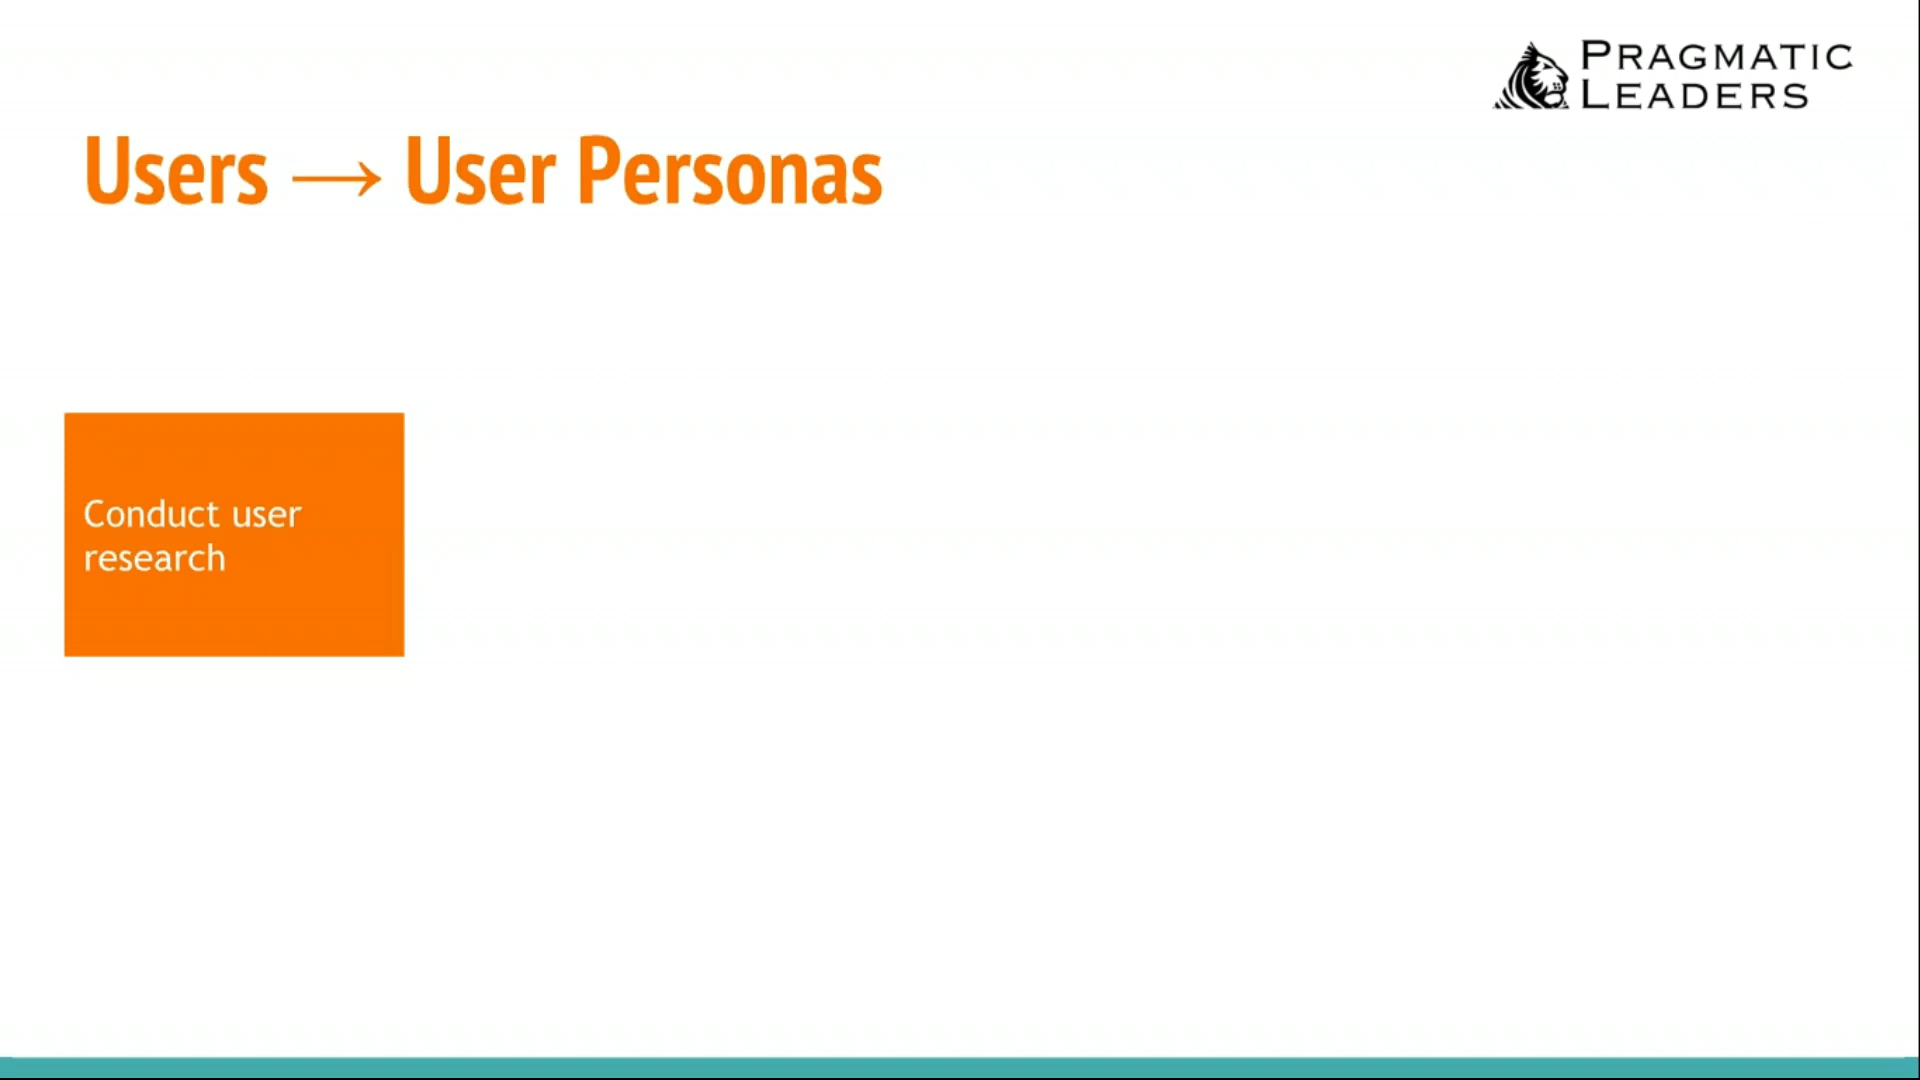 PRAGMATIC
LEADERS
Users → User Personas
Conduct user
research